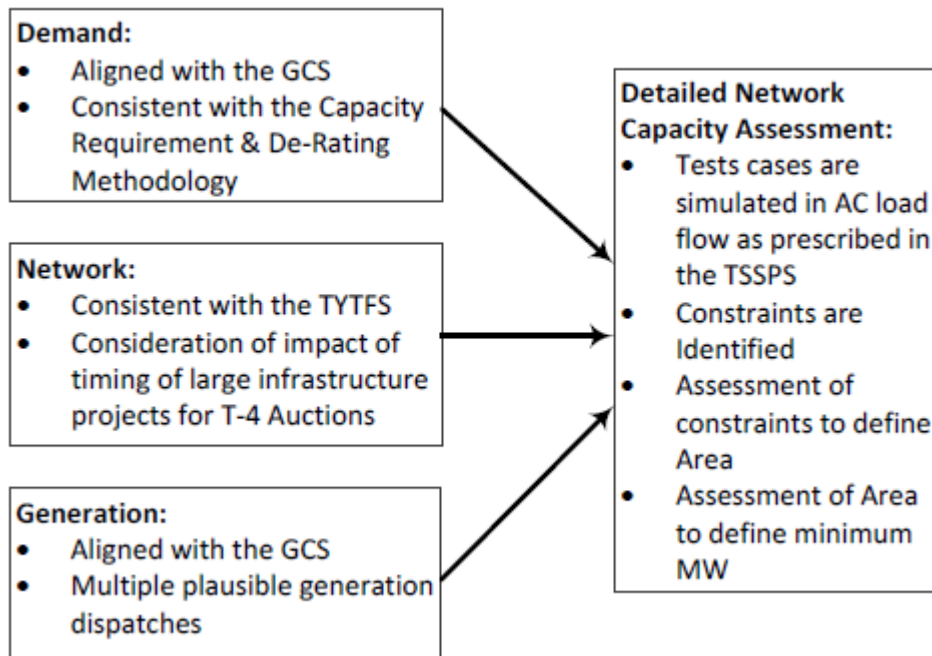 Demand:
• Aligned with the GCS
• Consistent with the Capacity
Requirement & De-Rating
Methodology
Network:
• Consistent with the TYTFS
• Consideration of impact of
timing of large infrastructure
projects for T-4 Auctions
Generation:
• Aligned with the GCS
• Multiple plausible generation
dispatches
Detailed Network
Capacity Assessment:
• Tests cases are
simulated in AC load
flow as prescribed in
the TSSPS
• Constraints are
Identified
• Assessment of
constraints to define
Area
• Assessment of Area
to define minimum
MW